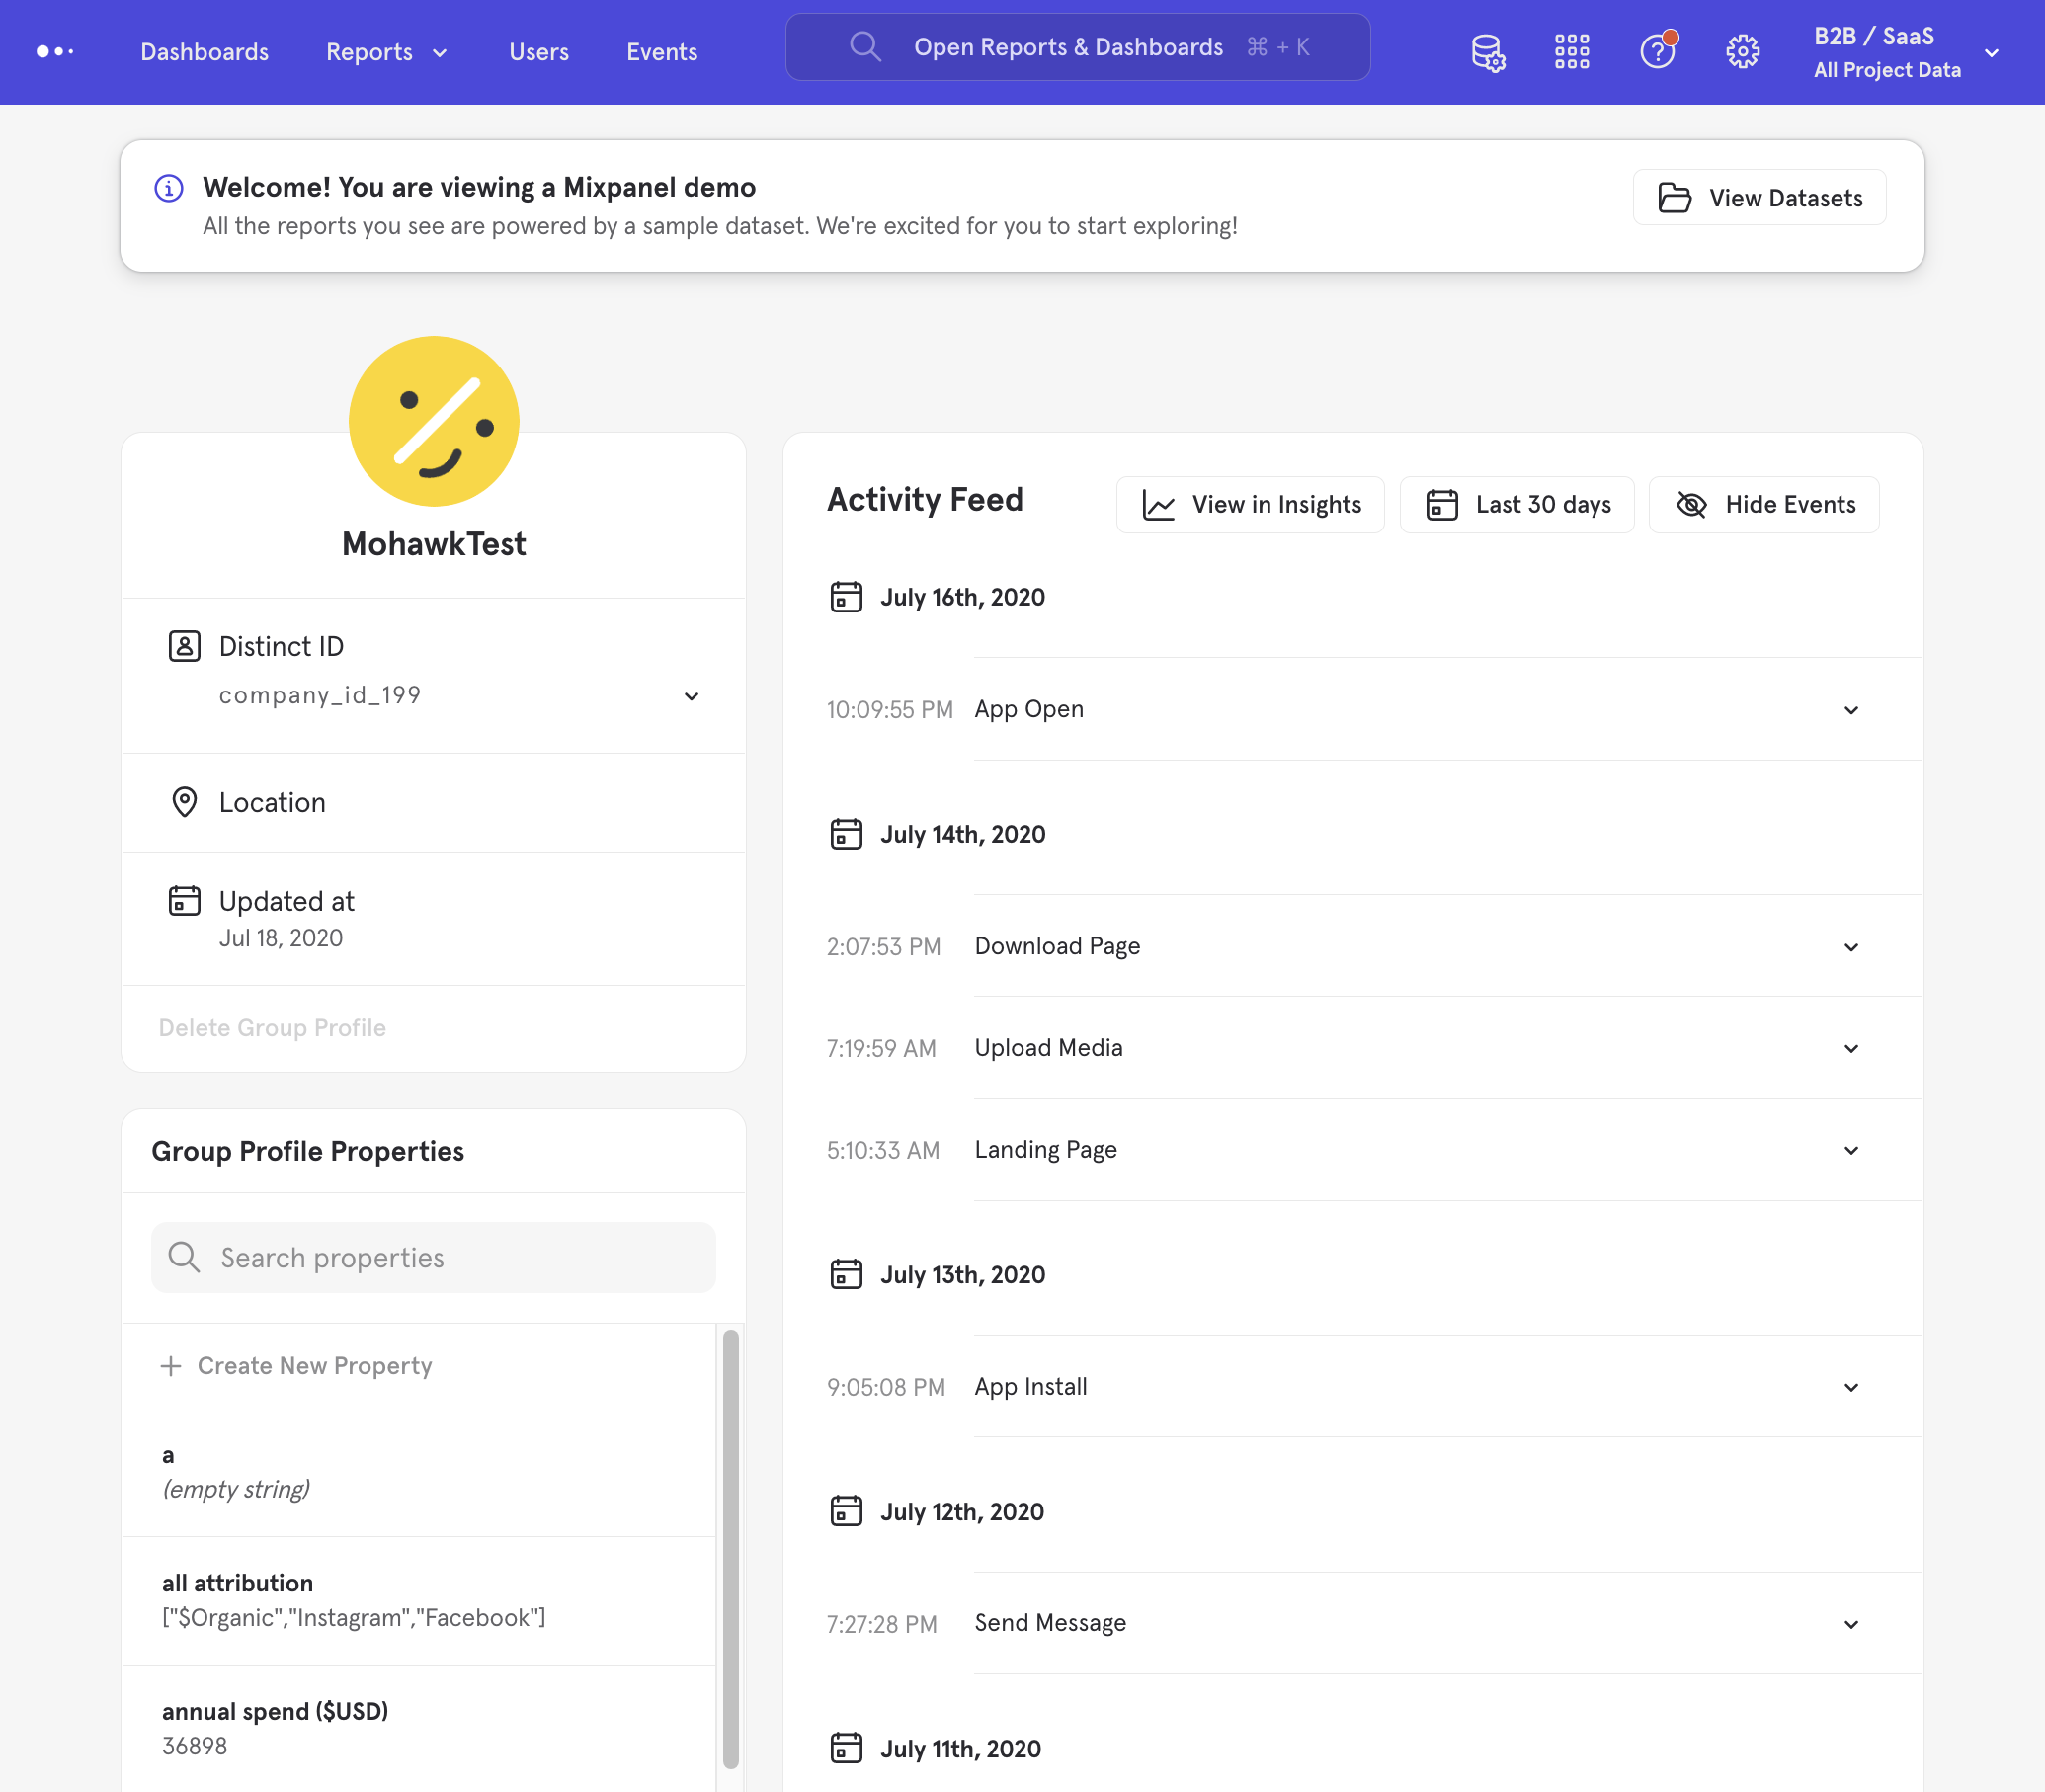 Dashboards
Reports
Users
Events
Open Reports & Dashboards ⌘ + K
B2B / SaaS
All Project Data
Welcome! You are viewing a Mixpanel demo
All the reports you see are powered by a sample dataset. We're excited for you to start exploring!
View Datasets
MohawkTest
Distinct ID
company_id_199
Location
Updated at
Jul 18, 2020
Delete Group Profile
Group Profile Properties
Search properties
Create New Property
a
(empty string)
all attribution
["$Organic","Instagram","Facebook"]
annual spend ($USD)
36898
Activity Feed
View in Insights
Last 30 days
Hide Events
July 16th, 2020
10:09:55 PM App Open
July 14th, 2020
2:07:53 PM Download Page
7:19:59 AM Upload Media
5:10:33 AM Landing Page
July 13th, 2020
9:05:08 PM App Install
July 12th, 2020
7:27:28 PM Send Message
July 11th, 2020